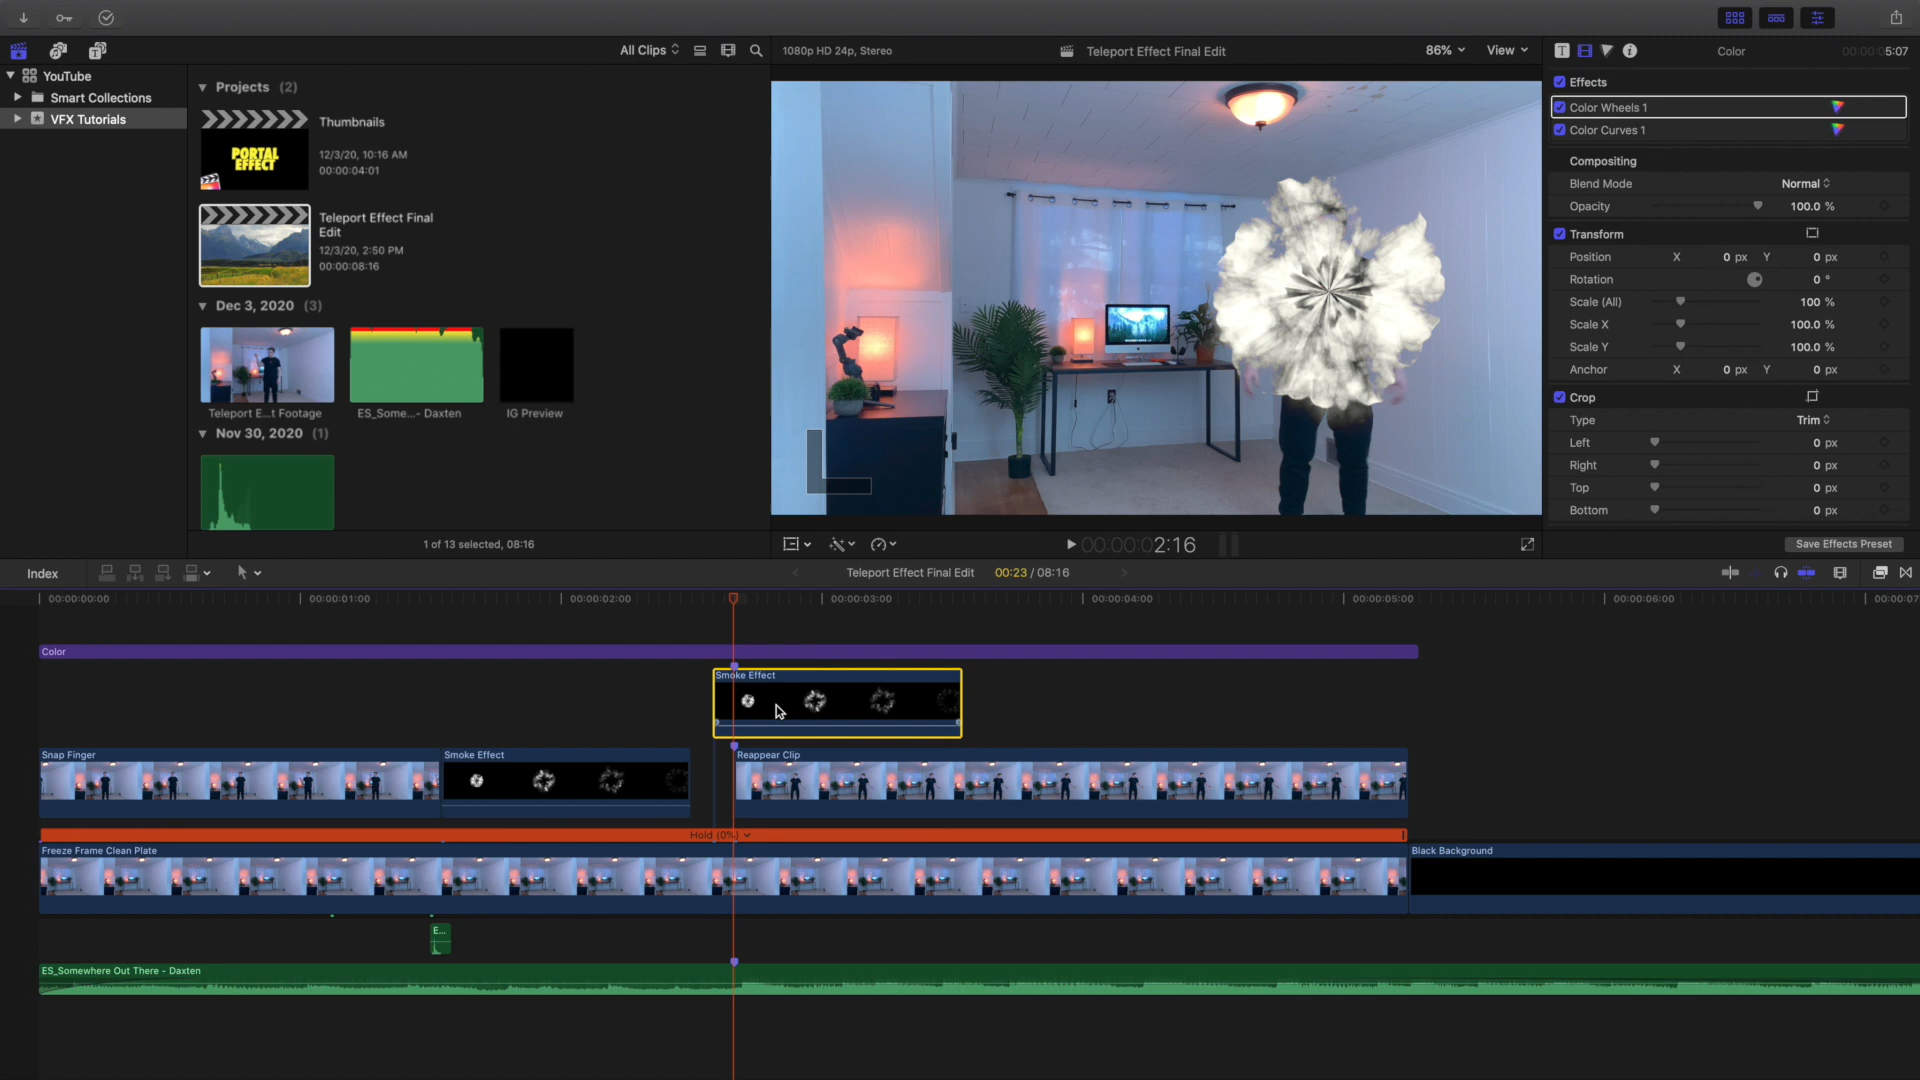 All Clips
1080p HD 24p, Stereo
Teleport Effect Final Edit
86%
View
Color
00:00:05:07
YouTube
Smart Collections
VFX Tutorials
Projects (2)
Thumbnails
12/3/20, 10:16 AM
00:00:04:01
PORTAL
EFFECT
Teleport Effect Final
Edit
12/3/20, 2:50 PM
00:00:08:16
Dec 3, 2020 (3)
Teleport E...t Footage
ES_Some...- Daxten
IG Preview
Nov 30, 2020 (1)
1 of 13 selected, 08:16
00:00:02:16
Effects
Color Wheels 1
Color Curves 1
Compositing
Blend Mode Normal
Opacity 100.0 %
Transform
Position X 0 px Y 0 px
Rotation 0 °
Scale (All) 100 %
Scale X 100.0 %
Scale Y 100.0 %
Anchor X 0 px Y 0 px
Crop
Type Trim
Left 0 px
Right 0 px
Top 0 px
Bottom 0 px
Save Effects Preset
Index
Teleport Effect Final Edit 00:23 / 08:16
00:00:00:00 00:00:01:00 00:00:02:00 00:00:03:00 00:00:04:00 00:00:05:00 00:00:06:00 00:00:07
Color
Smoke Effect
Snap Finger
Smoke Effect
Reappear Clip
Hold (0%)
Freeze Frame Clean Plate
Black Background
E...
ES_Somewhere Out There - Daxten